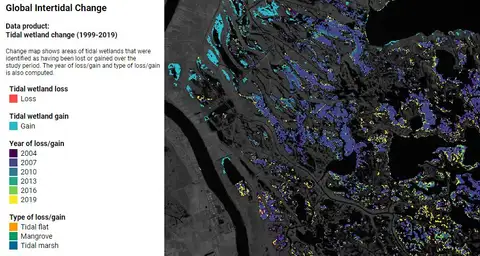 Global Intertidal Change
Data product:
Tidal wetland change (1999-2019)
Change map shows areas of tidal wetlands that were
identified as having been lost or gained over the
study period. The year of loss/gain and type of loss/gain
is also computed.
Tidal wetland loss
Loss
Tidal wetland gain
Gain
Year of loss/gain
2004
2007
2010
2013
2016
2019
Type of loss/gain
Tidal flat
Mangrove
Tidal marsh